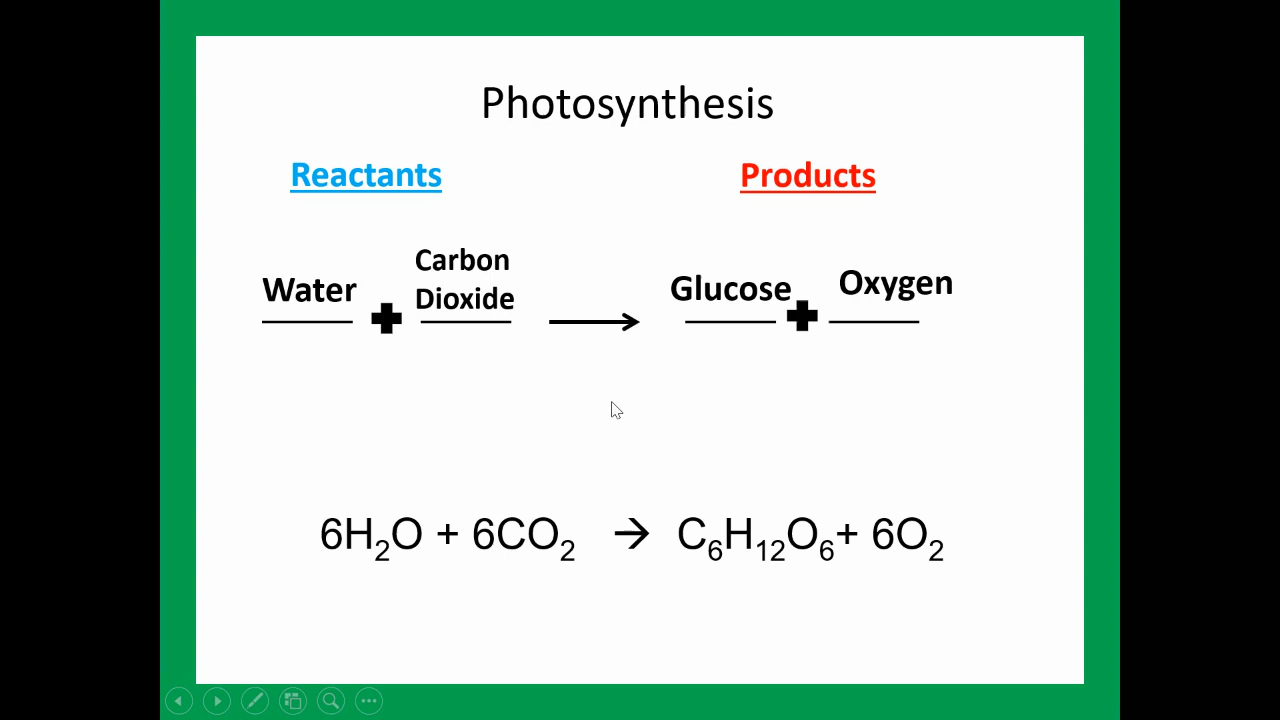 Photosynthesis
Reactants Products
Water + Carbon Dioxide → Glucose + Oxygen
6H₂O + 6CO₂ → C₆H₁₂O₆+ 6O₂